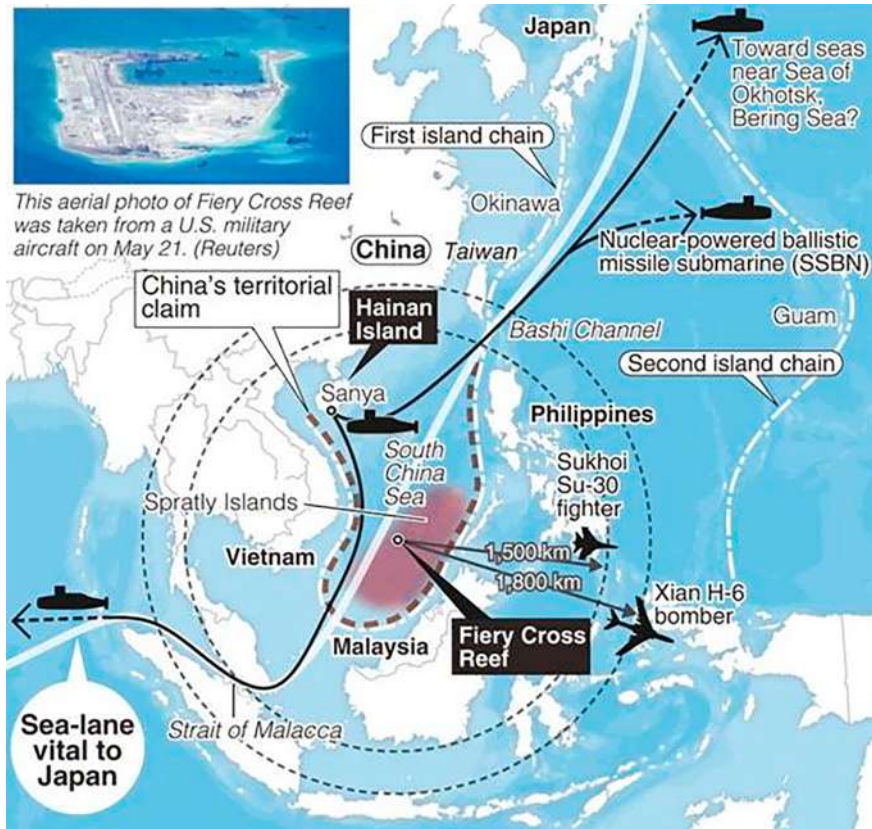 Japan
Toward seas
near Sea of
Okhotsk,
Bering Sea?
First island chain
This aerial photo of Fiery Cross Reef
was taken from a U.S. military
aircraft on May 21. (Reuters)
Okinawa
China
Taiwan
Nuclear-powered ballistic
missile submarine (SSBN)
China's territorial
claim
Hainan
Island
Bashi Channel
Guam
Second island chain
Sanya
Philippines
South
China
Sea
Sukhoi
Su-30
fighter
Spratly Islands
Vietnam
1,500 km
1,800 km
Xian H-6
bomber
Malaysia
Fiery Cross
Reef
Strait of Malacca
Sea-lane
vital to
Japan